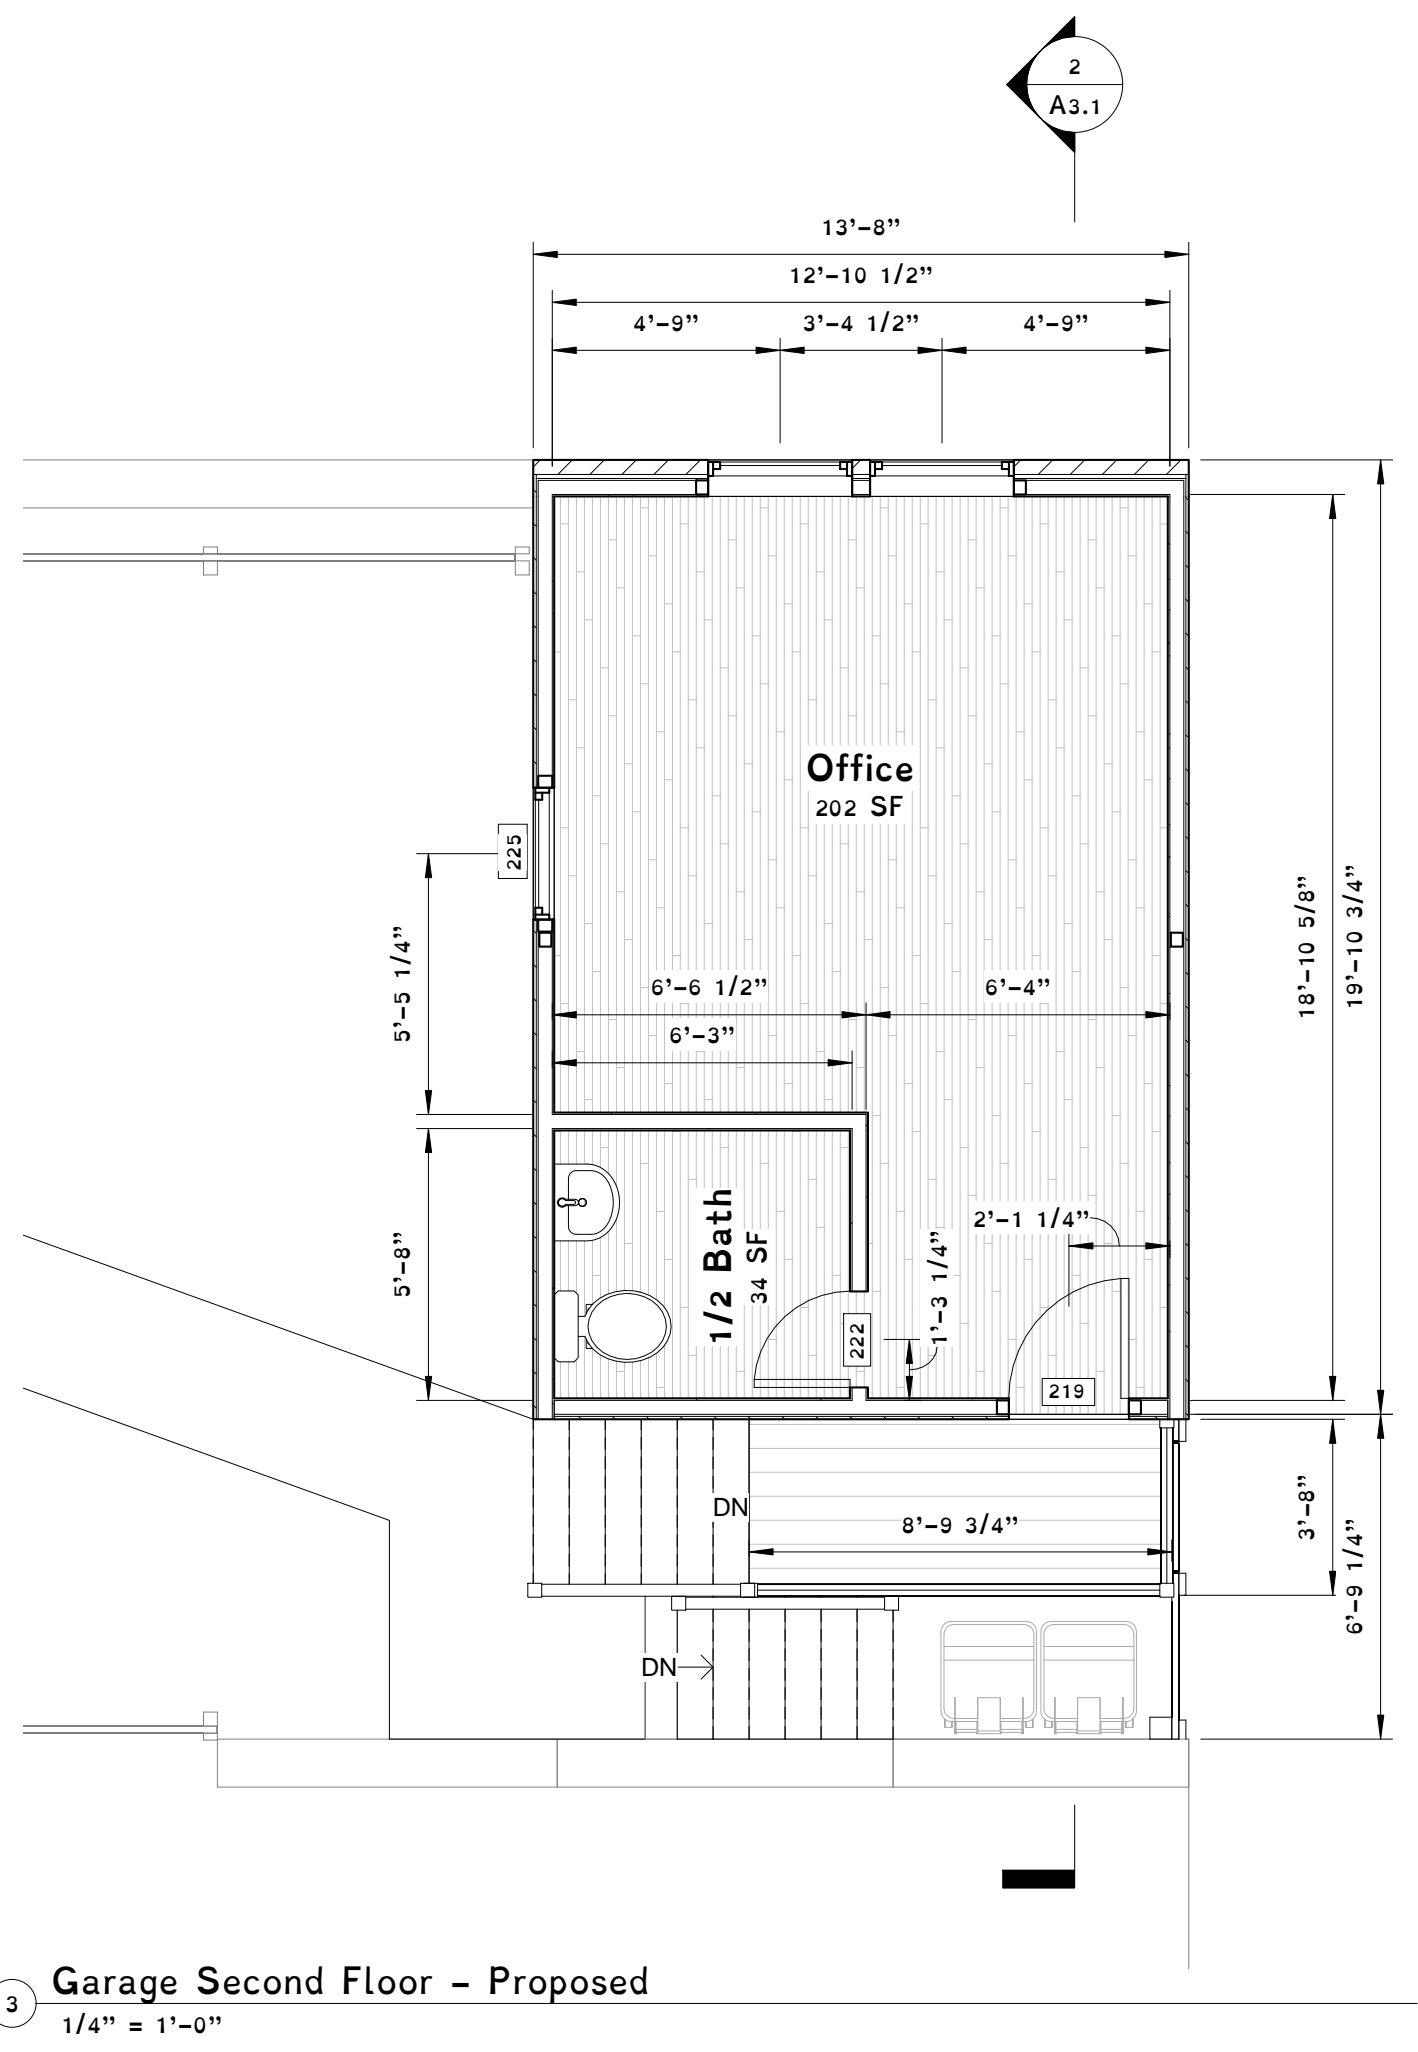 2
A3.1
13’–8”
12’–10 1/2”
4’–9”
3’–4 1/2”
4’–9”
Office
202 SF
225
18’–10 5/8”
19’–10 3/4”
5’–5 1/4”
6’–6 1/2”
6’–4”
6’–3”
1/2 Bath
34 SF
5’–8”
2’–1 1/4”
1’–3 1/4”
222
219
DN
8’–9 3/4”
3’–8”
6’–9 1/4”
DN
3
Garage Second Floor – Proposed
1/4” = 1’–0”